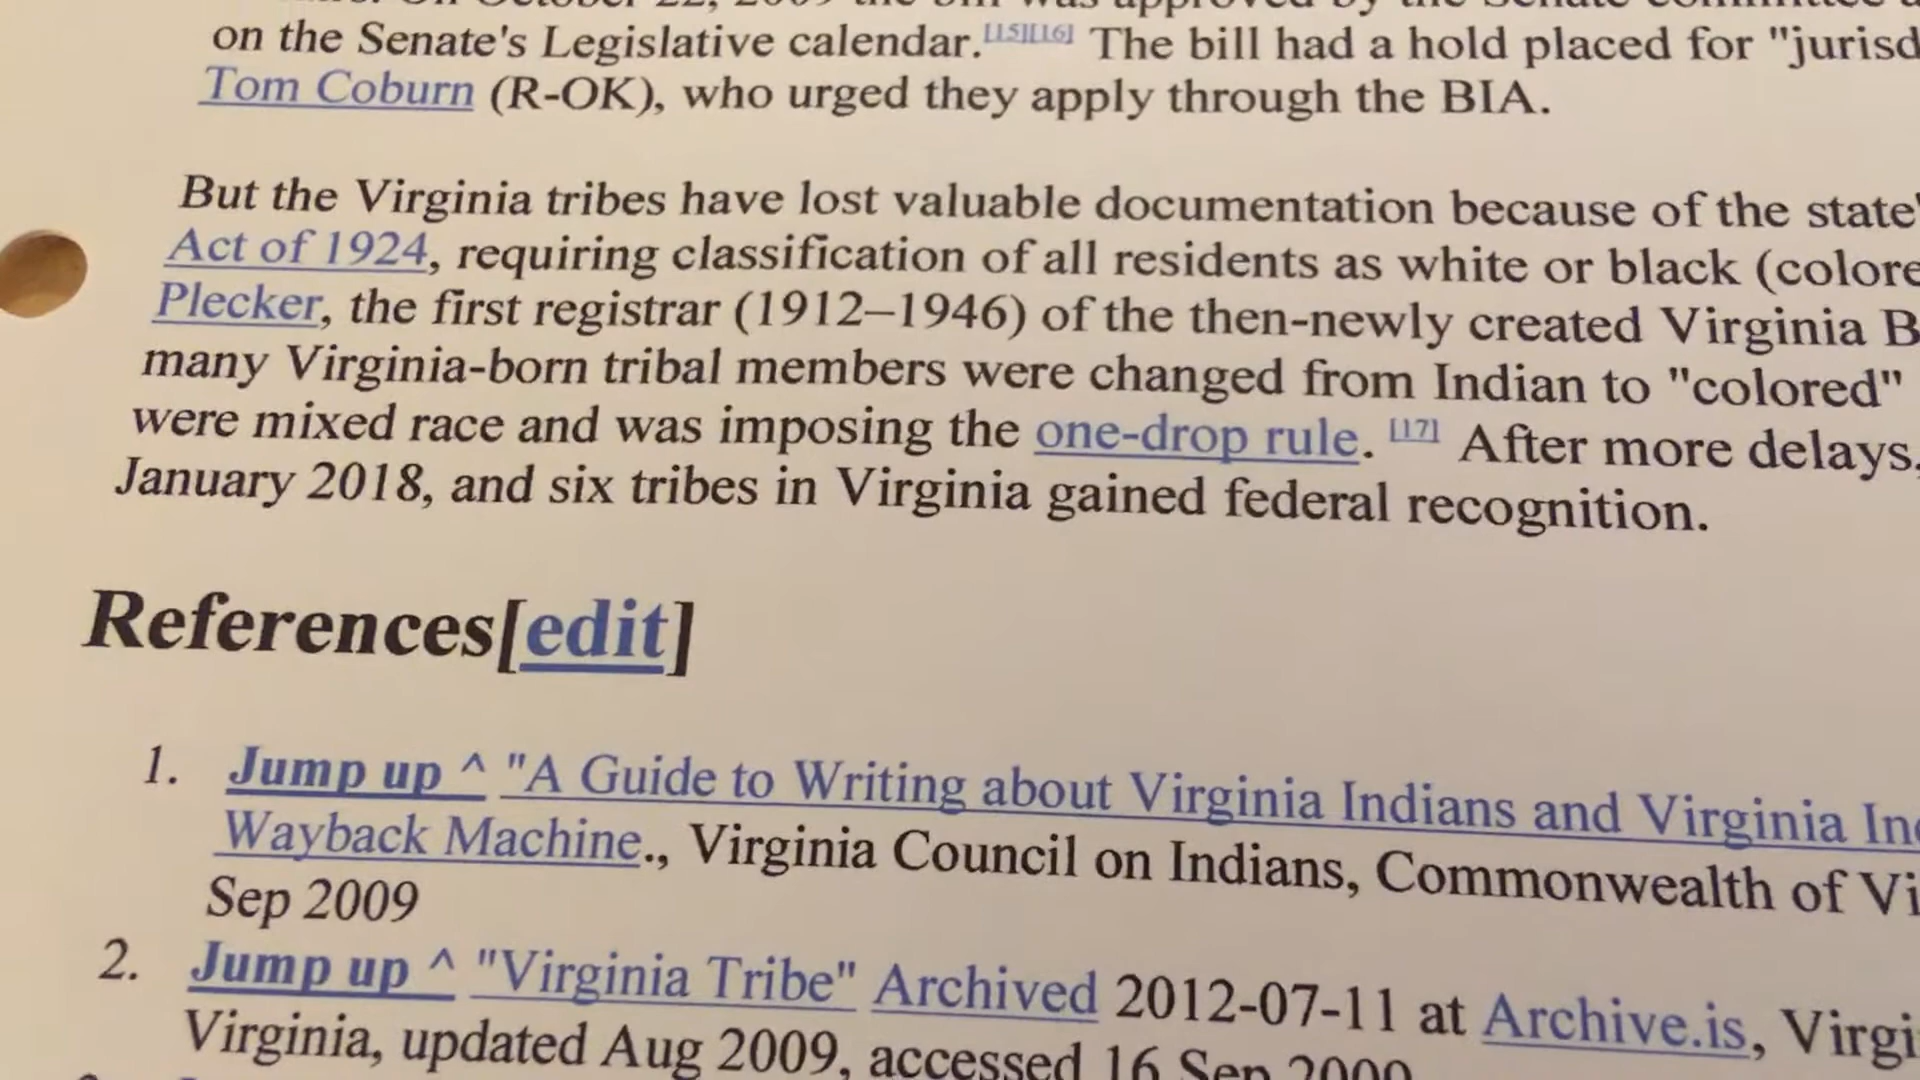 on the Senate's Legislative calendar.[15][16] The bill had a hold placed for "jurisd
Tom Coburn (R-OK), who urged they apply through the BIA.
But the Virginia tribes have lost valuable documentation because of the state'
Act of 1924, requiring classification of all residents as white or black (colore
Plecker, the first registrar (1912–1946) of the then-newly created Virginia B
many Virginia-born tribal members were changed from Indian to "colored"
were mixed race and was imposing the one-drop rule. [17] After more delays,
January 2018, and six tribes in Virginia gained federal recognition.
References[edit]
1. Jump up ^ "A Guide to Writing about Virginia Indians and Virginia Ind
Wayback Machine., Virginia Council on Indians, Commonwealth of Vi
Sep 2009
2. Jump up ^ "Virginia Tribe" Archived 2012-07-11 at Archive.is, Virgi
Virginia, updated Aug 2009, accessed 16 Sep 2009